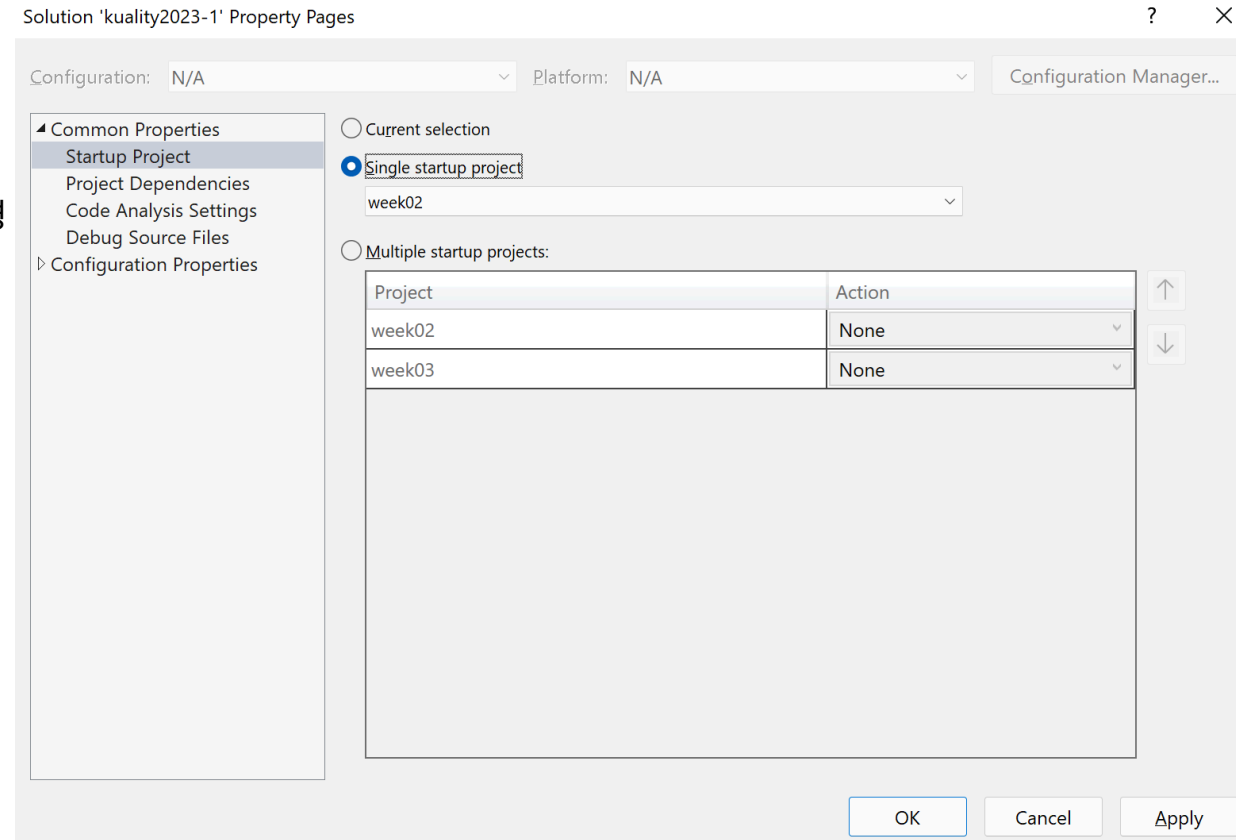 Solution 'kuality2023-1' Property Pages
?
Configuration: N/A Platform: N/A Configuration Manager...
Common Properties
Startup Project
Project Dependencies
Code Analysis Settings
Debug Source Files
Configuration Properties
Current selection
Single startup project
week02
Multiple startup projects:
Project Action
week02 None
week03 None
OK Cancel Apply